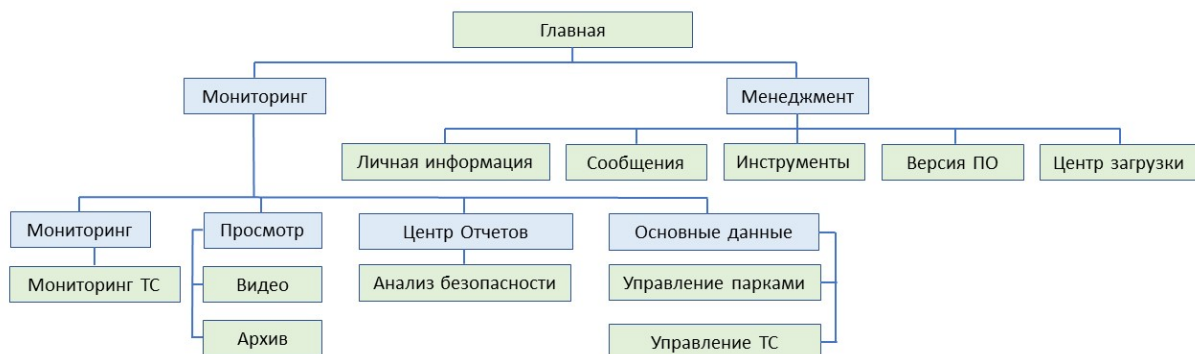 Главная
Мониторинг
Менеджмент
Личная информация
Сообщения
Инструменты
Версия ПО
Центр загрузки
Мониторинг
Просмотр
Центр Отчетов
Основные данные
Мониторинг ТС
Видео
Анализ безопасности
Управление парками
Архив
Управление ТС